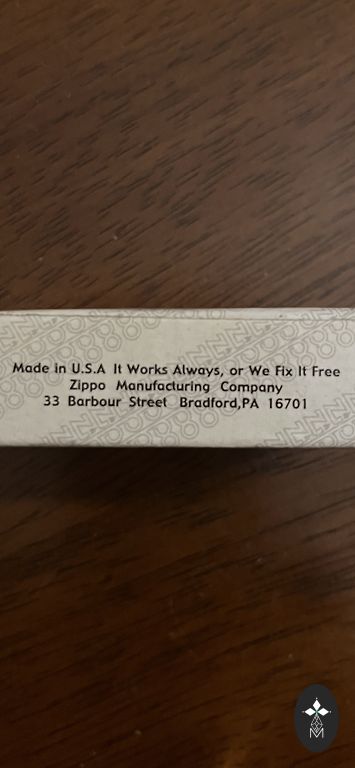 Made in U.S.A It Works Always, or We Fix It Free
Zippo Manufacturing Company
33 Barbour Street Bradford,PA 16701
M